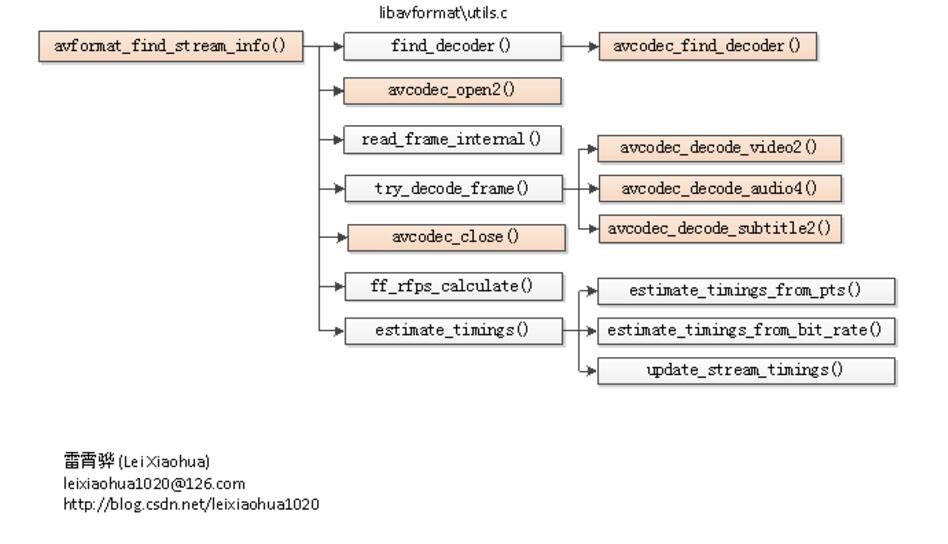 libavformat\utils.c
avformat_find_stream_info()
find_decoder()
avcodec_find_decoder()
avcodec_open2()
read_frame_internal()
try_decode_frame()
avcodec_decode_video2()
avcodec_decode_audio4()
avcodec_decode_subtitle2()
avcodec_close()
ff_rfps_calculate()
estimate_timings()
estimate_timings_from_pts()
estimate_timings_from_bit_rate()
update_stream_timings()
雷霄骅 (Lei Xiaohua)
leixiaohua1020@126.com
http://blog.csdn.net/leixiaohua1020